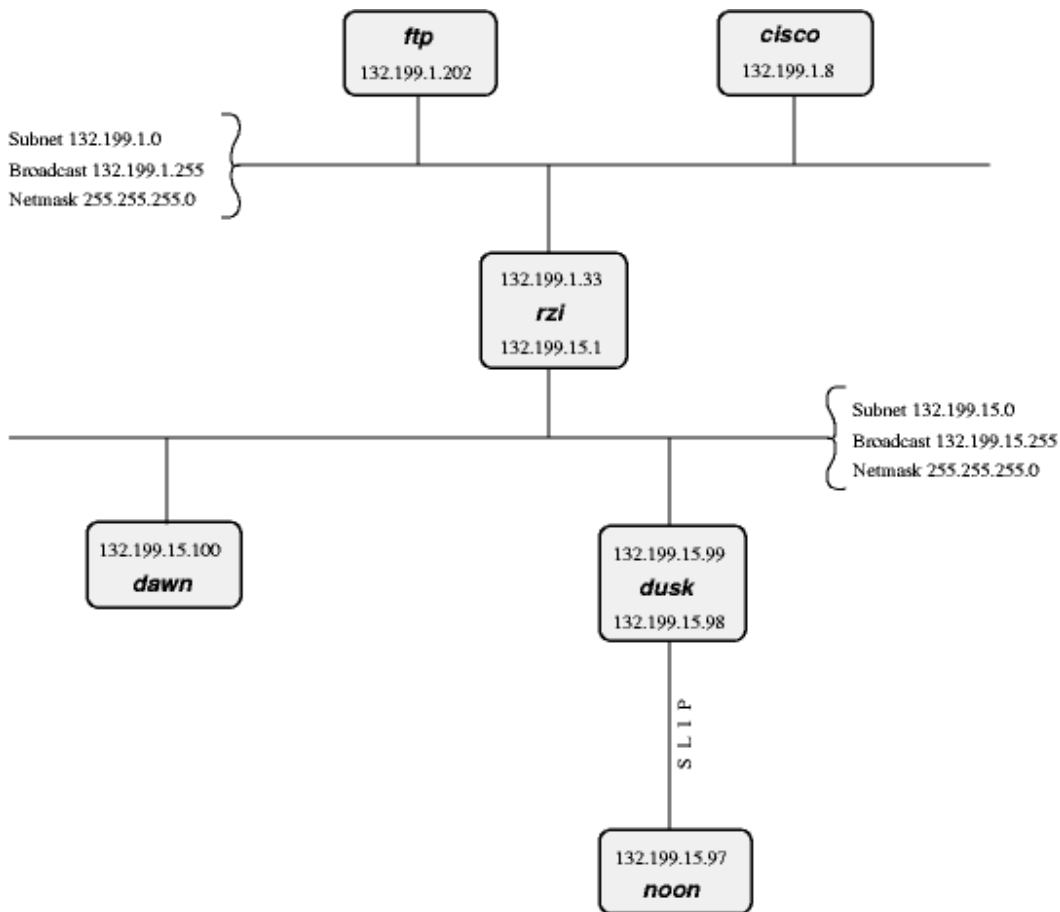 ftp
132.199.1.202
cisco
132.199.1.8
Subnet 132.199.1.0
Broadcast 132.199.1.255
Netmask 255.255.255.0
132.199.1.33
rzi
132.199.15.1
Subnet 132.199.15.0
Broadcast 132.199.15.255
Netmask 255.255.255.0
132.199.15.100
dawn
132.199.15.99
dusk
132.199.15.98
SLIP
132.199.15.97
noon